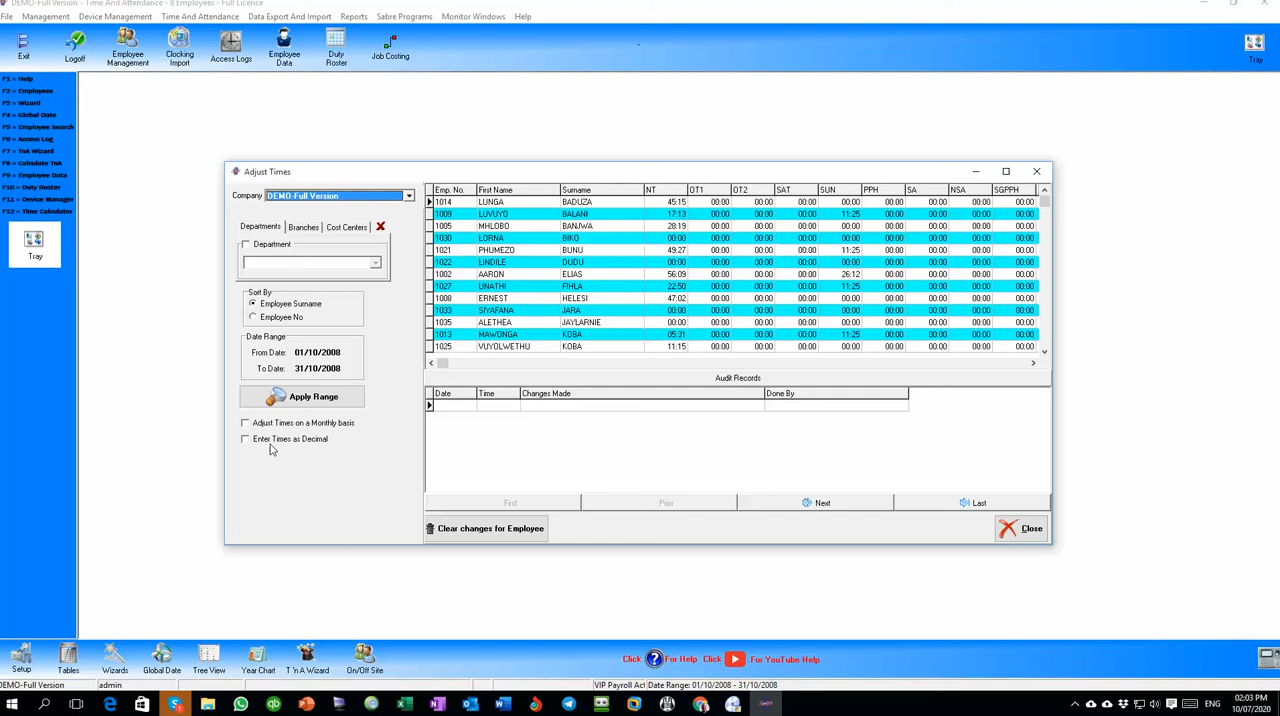 DEMO-Full Version - Time And Attendance - 8 Employees - Full Licence
File Management Device Management Time And Attendance Data Export And Import Reports Sabre Programs Monitor Windows Help
Exit Logoff Employee Management Clocking Import Access Logs Employee Data Duty Roster Job Costing Tray
F1 = Help
F2 = Employees
F3 = Wizard
F4 = Global Date
F5 = Employee Search
F6 = Access Log
F7 = TnA Wizard
F8 = Calculate TnA
F9 = Employee Data
F10 = Duty Roster
F11 = Device Manager
F12 = Time Calculator
Tray
Adjust Times
Company DEMO-Full Version
Departments Branches Cost Centers
Department
Sort By
Employee Surname
Employee No
Date Range
From Date: 01/10/2008
To Date: 31/10/2008
Apply Range
Adjust Times on a Monthly basis
Enter Times as Decimal
Emp. No. First Name Surname NT OT1 OT2 SAT SUN PPH SA NSA SGPPH
1014 LUNGA BADUZA 45:15 00:00 00:00 00:00 00:00 00:00 00:00 00:00 00:00
1009 LUVUYO BALANI 17:13 00:00 00:00 00:00 11:25 00:00 00:00 00:00 00:00
1005 MHLOBO BANJWA 28:19 00:00 00:00 00:00 00:00 00:00 00:00 00:00 00:00
1030 LORNA BIKO 00:00 00:00 00:00 00:00 00:00 00:00 00:00 00:00 00:00
1021 PHUMEZO BUNU 49:27 00:00 00:00 00:00 11:25 00:00 00:00 00:00 00:00
1022 LINDILE DUDU 00:00 00:00 00:00 00:00 00:00 00:00 00:00 00:00 00:00
1002 AARON ELIAS 56:09 00:00 00:00 00:00 26:12 00:00 00:00 00:00 00:00
1027 UNATHI FIHLA 22:50 00:00 00:00 00:00 11:25 00:00 00:00 00:00 00:00
1008 ERNEST HELESI 47:02 00:00 00:00 00:00 00:00 00:00 00:00 00:00 00:00
1033 SIYAFANA JARA 00:00 00:00 00:00 00:00 00:00 00:00 00:00 00:00 00:00
1035 ALETHEA JAYLARNIE 00:00 00:00 00:00 00:00 00:00 00:00 00:00 00:00 00:00
1013 MAWONGA KOBA 05:31 00:00 00:00 00:00 11:25 00:00 00:00 00:00 00:00
1025 VUYOLWETHU KOBA 11:15 00:00 00:00 00:00 00:00 00:00 00:00 00:00 00:00
Audit Records
Date Time Changes Made Done By
First Prior Next Last
Clear changes for Employee Close
Setup Tables Wizards Global Date Tree View Year Chart T 'n A Wizard On/Off Site
Click For Help Click For YouTube Help
DEMO-Full Version admin VIP Payroll Act Date Range: 01/10/2008 - 31/10/2008
ENG
02:03 PM
10/07/2020